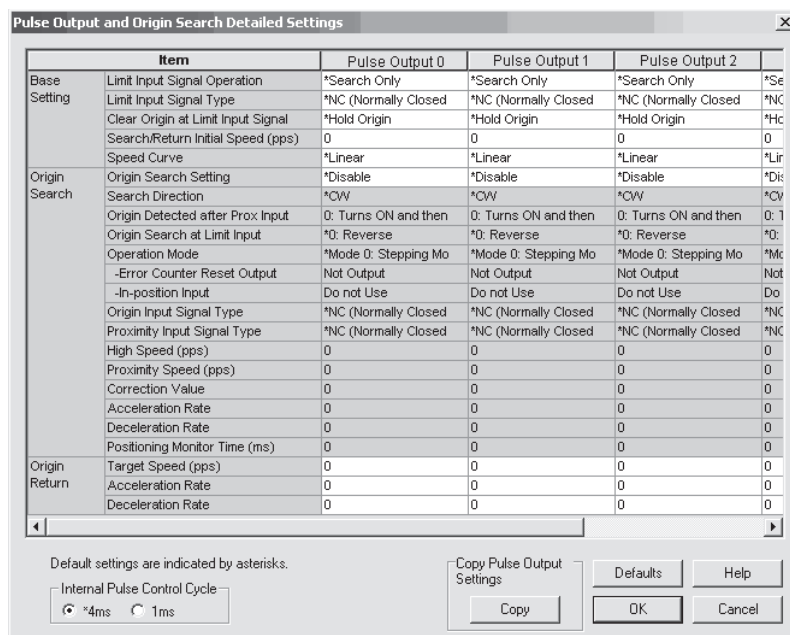 Pulse Output and Origin Search Detailed Settings
Item Pulse Output 0 Pulse Output 1 Pulse Output 2
Base Setting Limit Input Signal Operation *Search Only *Search Only *Search Only *Se
Limit Input Signal Type *NC (Normally Closed *NC (Normally Closed *NC (Normally Closed *NC
Clear Origin at Limit Input Signal *Hold Origin *Hold Origin *Hold Origin *Ho
Search/Return Initial Speed (pps) 0 0 0 0
Speed Curve *Linear *Linear *Linear *Lir
Origin Search Origin Search Setting *Disable *Disable *Disable *Dis
Search Direction *CW *CW *CW *CW
Origin Detected after Prox Input 0: Turns ON and then 0: Turns ON and then 0: Turns ON and then 0: T
Origin Search at Limit Input *0: Reverse *0: Reverse *0: Reverse *0:
Operation Mode *Mode 0: Stepping Mo *Mode 0: Stepping Mo *Mode 0: Stepping Mo *Mo
-Error Counter Reset Output Not Output Not Output Not Output Not
-In-position Input Do not Use Do not Use Do not Use Do
Origin Input Signal Type *NC (Normally Closed *NC (Normally Closed *NC (Normally Closed *NC
Proximity Input Signal Type *NC (Normally Closed *NC (Normally Closed *NC (Normally Closed *NC
High Speed (pps) 0 0 0 0
Proximity Speed (pps) 0 0 0 0
Correction Value 0 0 0 0
Acceleration Rate 0 0 0 0
Deceleration Rate 0 0 0 0
Positioning Monitor Time (ms) 0 0 0 0
Origin Return Target Speed (pps) 0 0 0 0
Acceleration Rate 0 0 0 0
Deceleration Rate 0 0 0 0
Default settings are indicated by asterisks.
Internal Pulse Control Cycle
*4ms 1ms
Copy Pulse Output
Settings
Copy
Defaults Help
OK Cancel